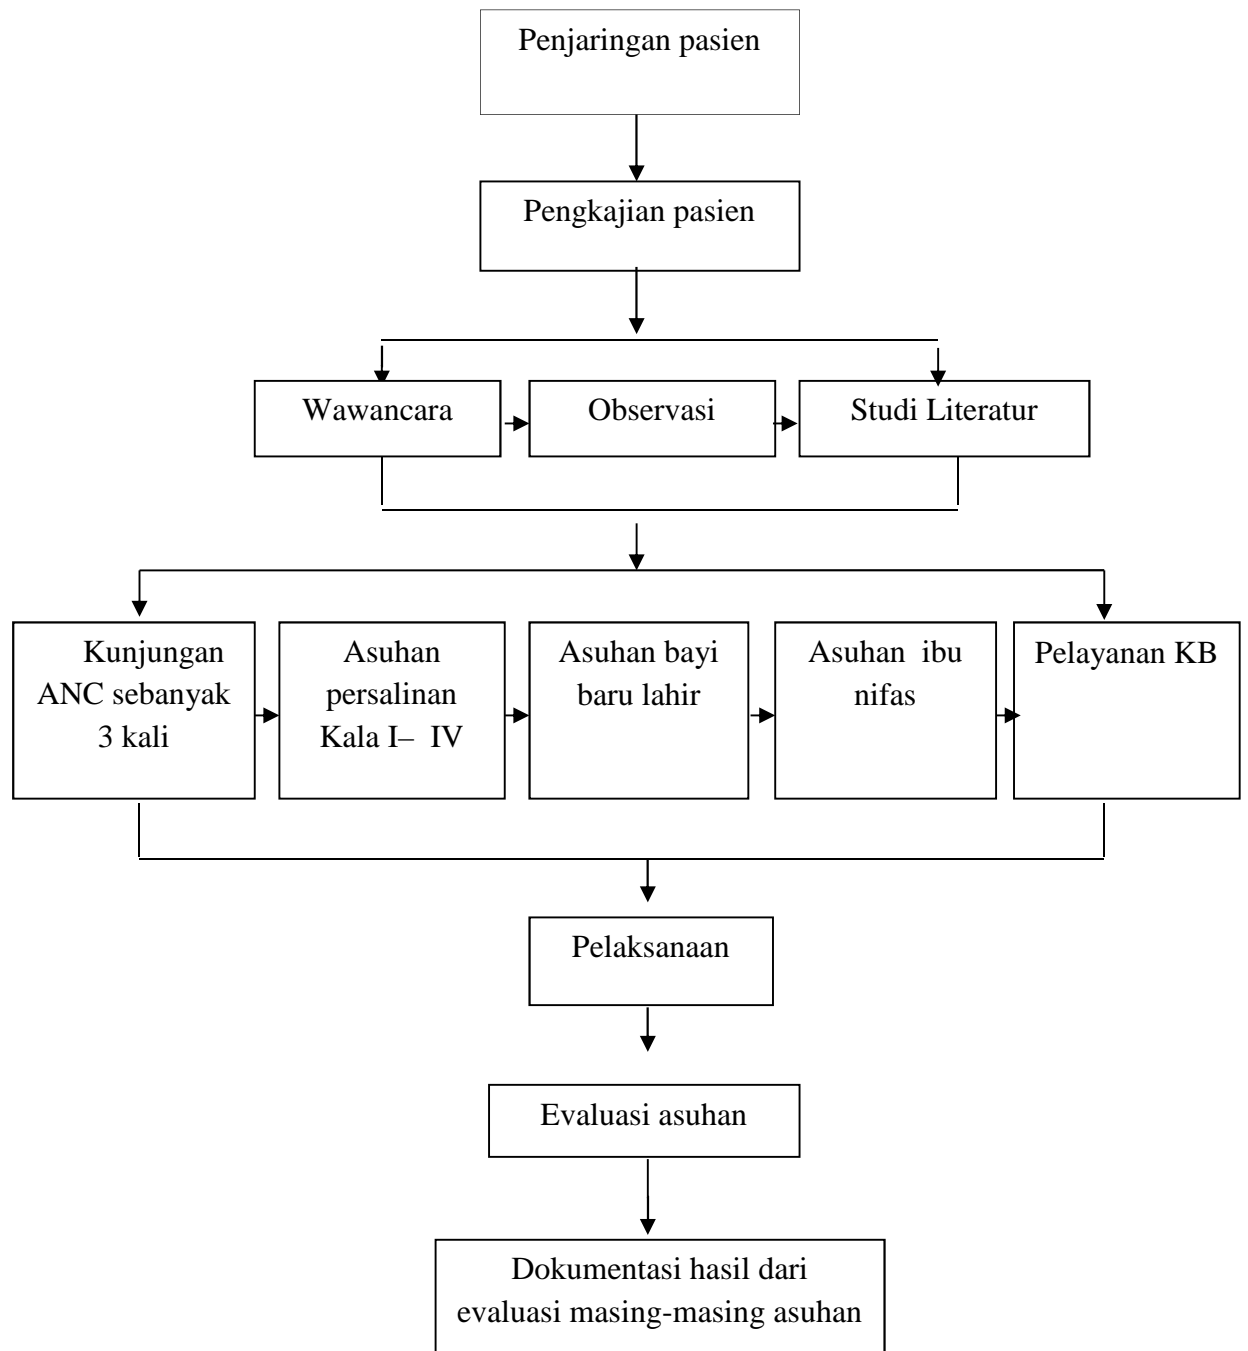 Penjaringan pasien
Pengkajian pasien
Wawancara
Observasi
Studi Literatur
Kunjungan
ANC sebanyak
3 kali
Asuhan
persalinan
Kala I– IV
Asuhan bayi
baru lahir
Asuhan ibu
nifas
Pelayanan KB
Pelaksanaan
Evaluasi asuhan
Dokumentasi hasil dari
evaluasi masing-masing asuhan